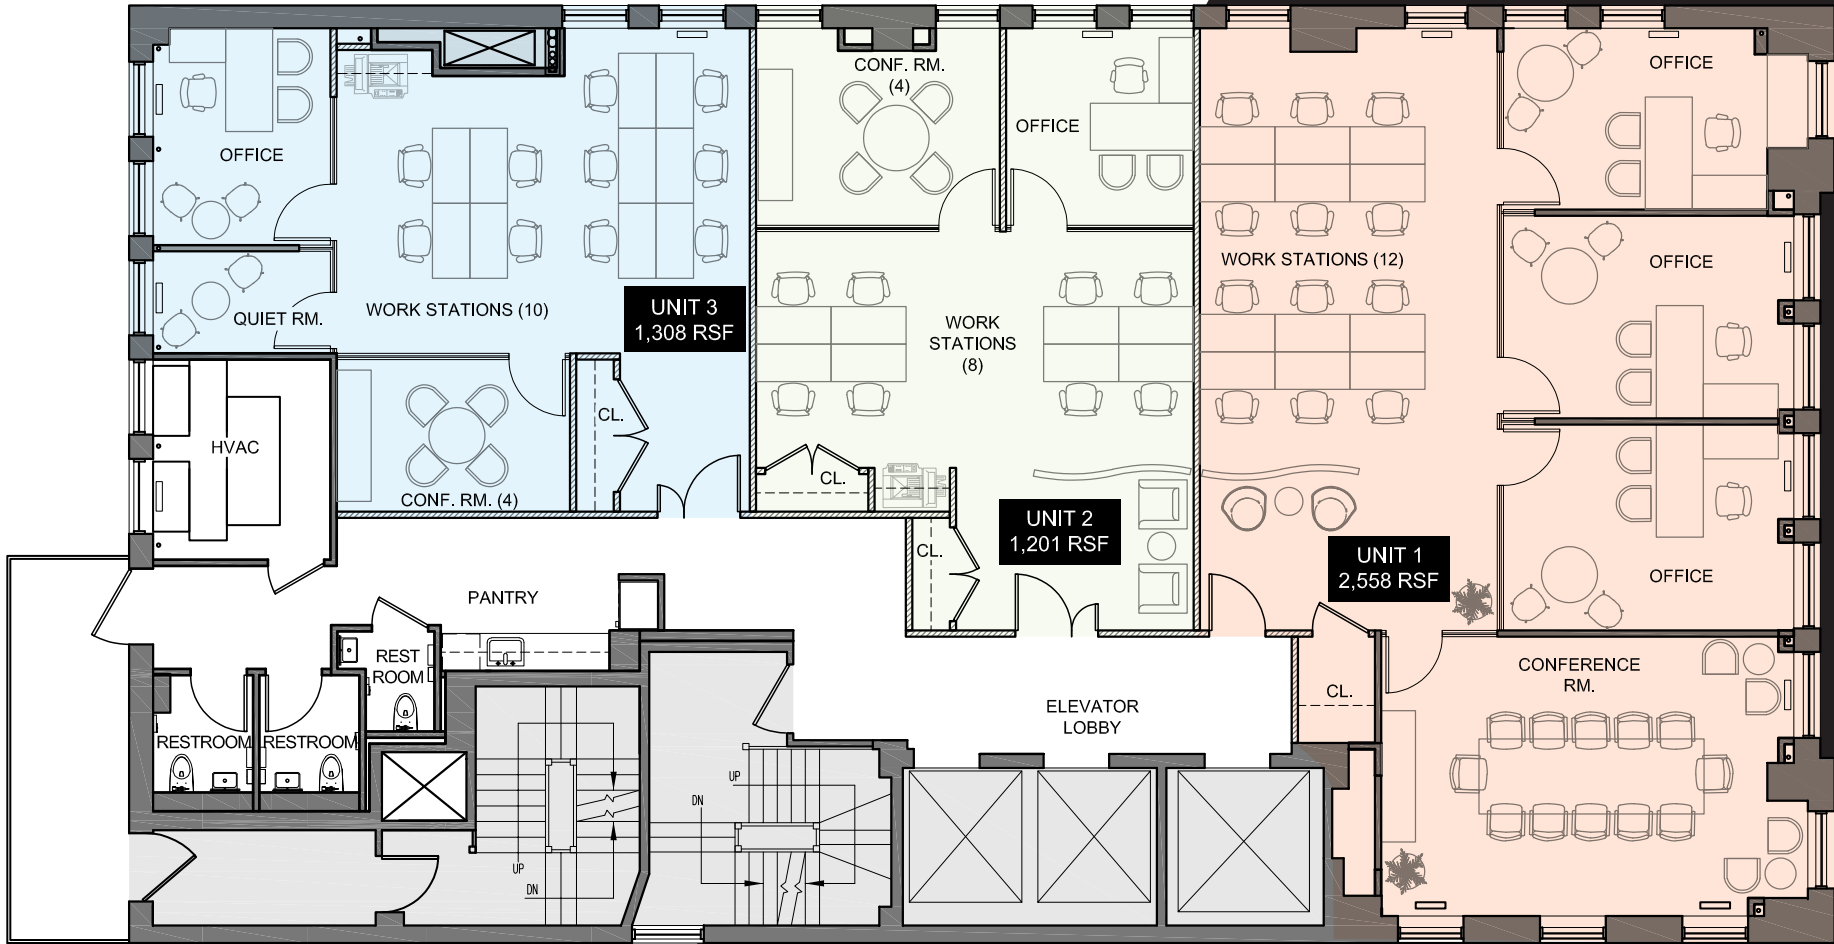 CONF. RM.
(4)
OFFICE
OFFICE
OFFICE
WORK STATIONS (12)
OFFICE
QUIET RM.
WORK STATIONS (10)
UNIT 3
1,308 RSF
WORK
STATIONS
(8)
CL.
HVAC
CL.
CONF. RM. (4)
UNIT 2
1,201 RSF
CL.
UNIT 1
2,558 RSF
OFFICE
PANTRY
REST
ROOM
CONFERENCE
RM.
CL.
ELEVATOR
LOBBY
RESTROOM
RESTROOM
UP
DN
UP
DN